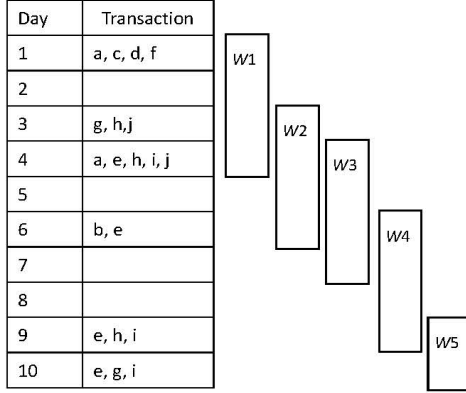 Day Transaction
1 a, c, d, f
2
3 g, h,j
4 a, e, h, i, j
5
6 b, e
7
8
9 e, h, i
10 e, g, i
W1
W2
W3
W4
W5